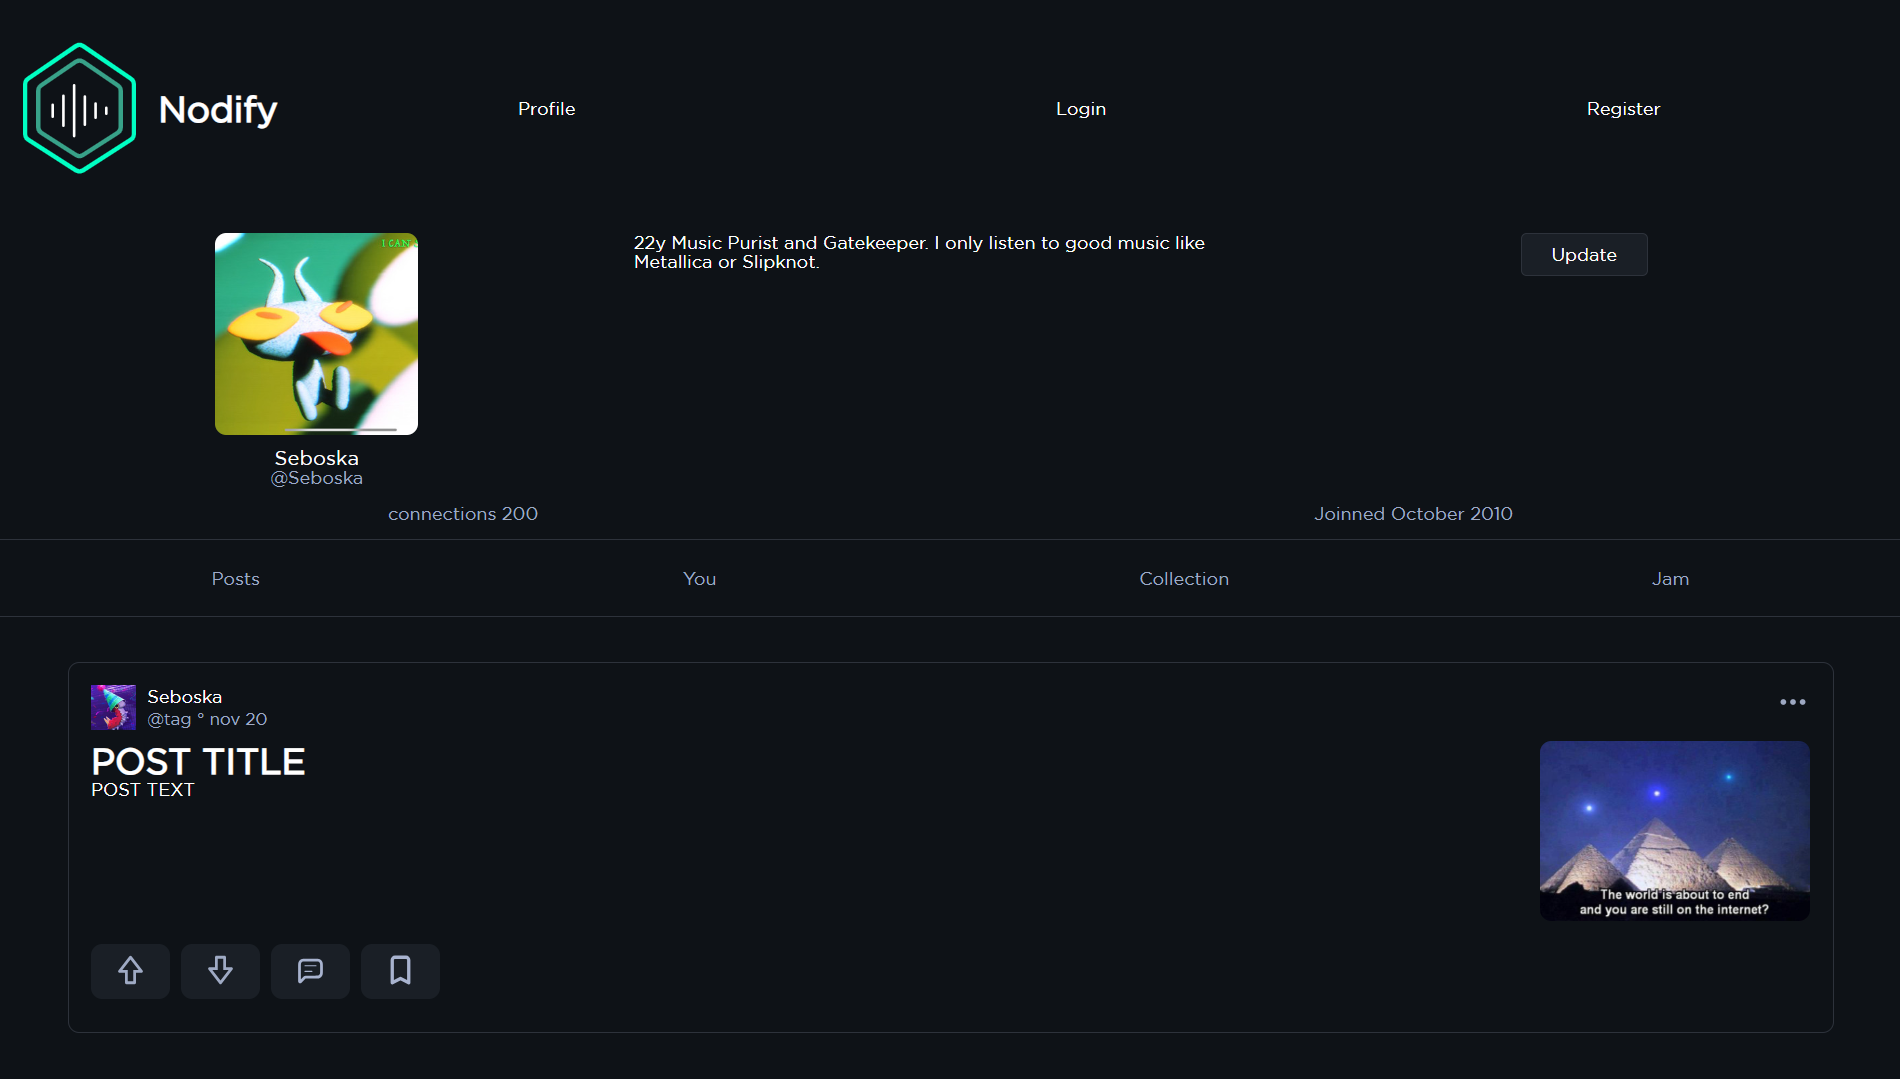 Nodify
Profile
Login
Register
I CAN
22y Music Purist and Gatekeeper. I only listen to good music like
Metallica or Slipknot.
Update
Seboska
@Seboska
connections 200
Joinned October 2010
Posts
You
Collection
Jam
Seboska
@tag ° nov 20
POST TITLE
POST TEXT
The world is about to end
and you are still on the internet?